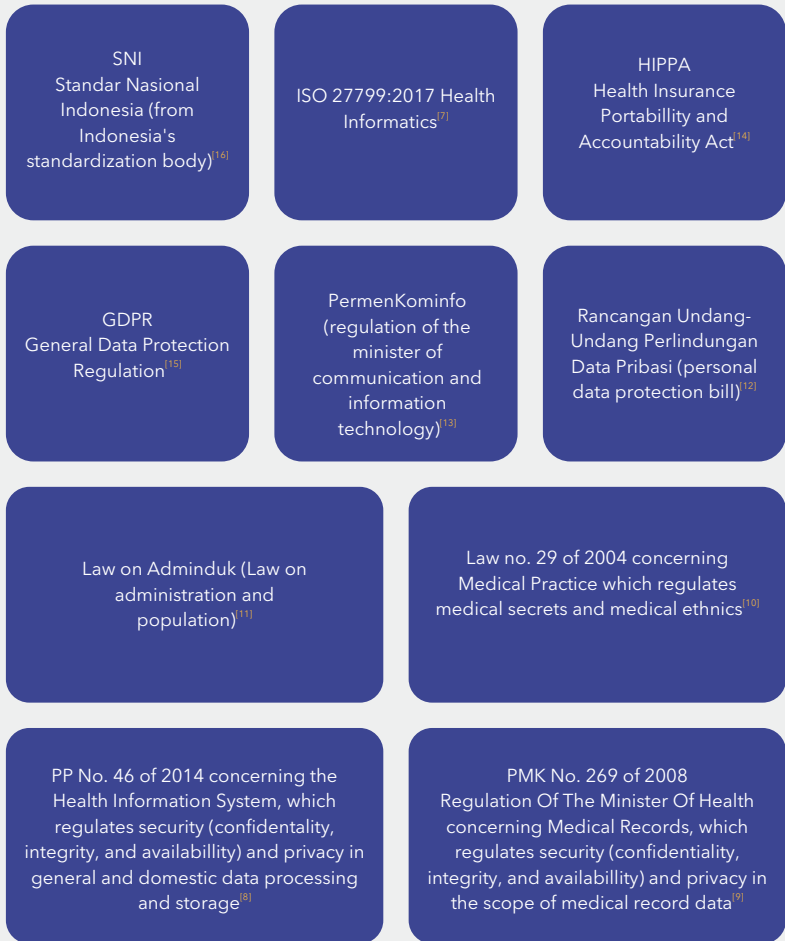 SNI
Standar Nasional
Indonesia (from
Indonesia's
standardization body)[16]
ISO 27799:2017 Health
Informatics[7]
HIPPA
Health Insurance
Portabillity and
Accountability Act[14]
GDPR
General Data Protection
Regulation[15]
PermenKominfo
(regulation of the
minister of
communication and
information
technology)[13]
Rancangan Undang-
Undang Perlindungan
Data Pribasi (personal
data protection bill)[12]
Law on Adminduk (Law on
administration and
population)[11]
Law no. 29 of 2004 concerning
Medical Practice which regulates
medical secrets and medical ethnics[10]
PP No. 46 of 2014 concerning the
Health Information System, which
regulates security (confidentality,
integrity, and availabillity) and privacy in
general and domestic data processing
and storage[8]
PMK No. 269 of 2008
Regulation Of The Minister Of Health
concerning Medical Records, which
regulates security (confidentiality,
integrity, and availabillity) and privacy in
the scope of medical record data[9]